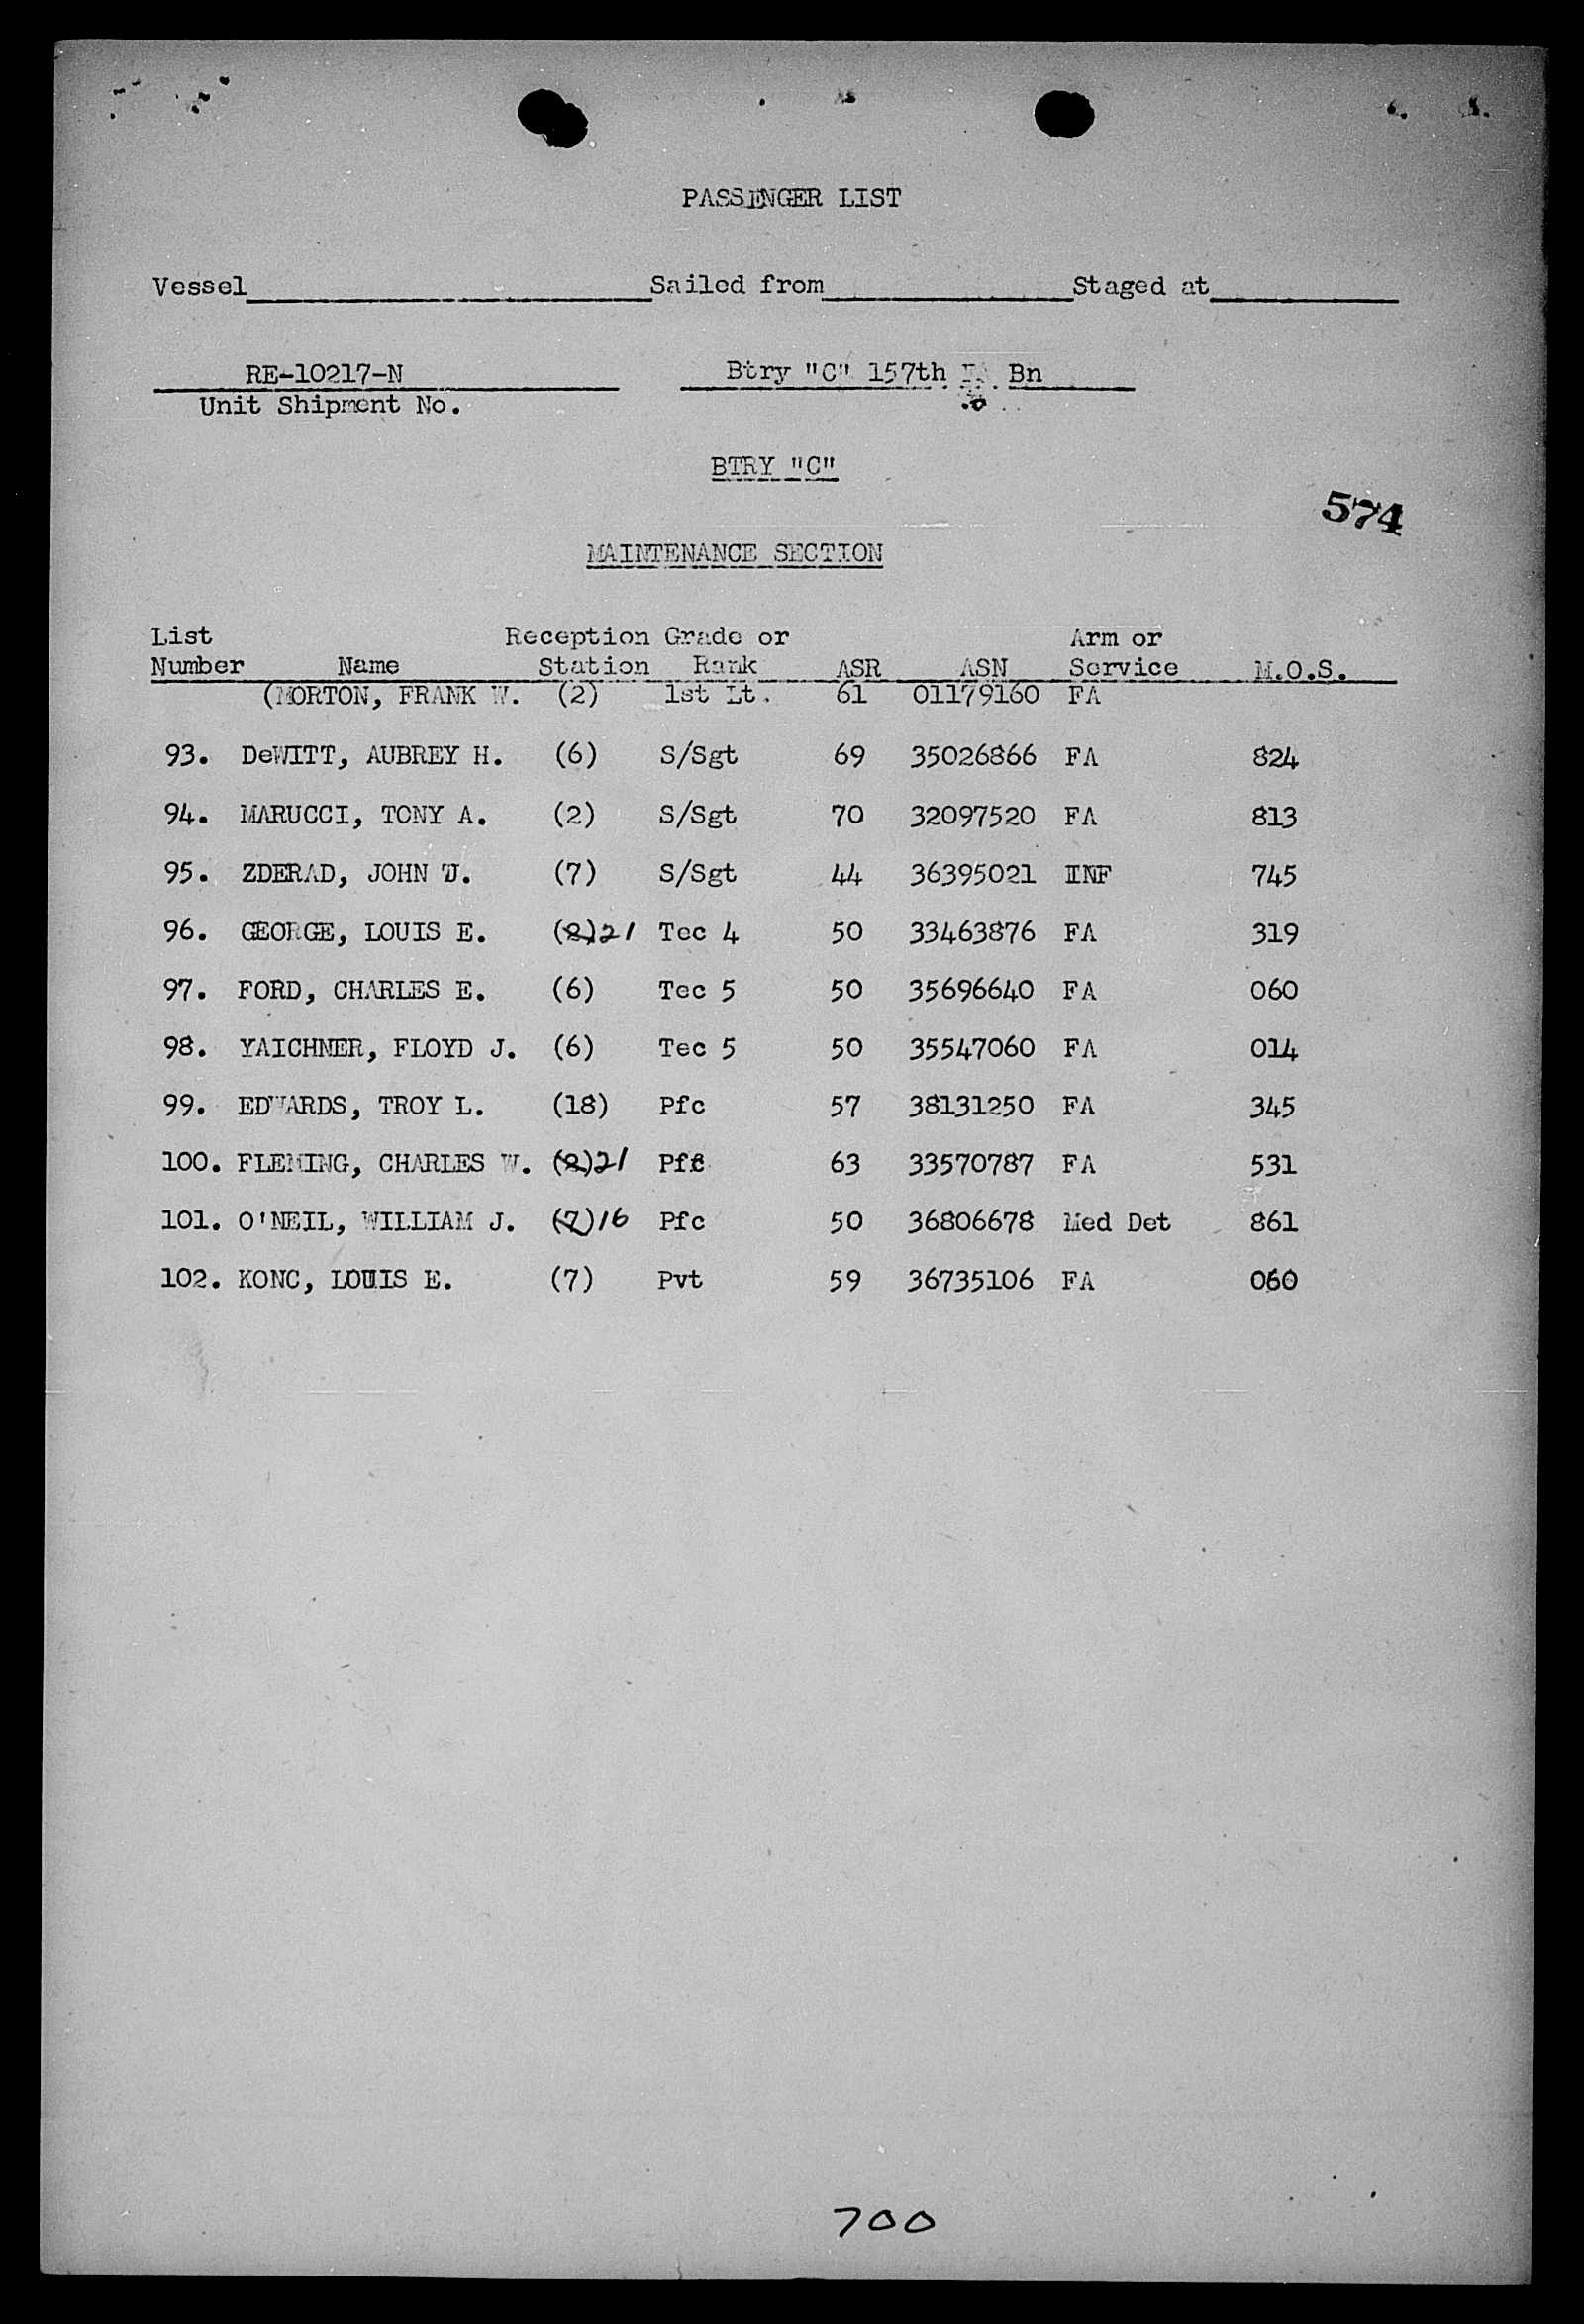 PASSENGER LIST
Vessel Sailed from Staged at
RE-10217-N Btry "C" 157th FA Bn
Unit Shipment No.
BTRY "C"
574
MAINTENANCE SECTION
List Reception Grade or Arm or
Number Name Station Rank ASR ASN Service M.O.S.
(MORTON, FRANK W. (2) 1st Lt. 61 01179160 FA
93. DeWITT, AUBREY H. (6) S/Sgt 69 35026866 FA 824
94. MARUCCI, TONY A. (2) S/Sgt 70 32097520 FA 813
95. ZDERAD, JOHN J. (7) S/Sgt 44 36395021 INF 745
96. GEORGE, LOUIS E. (2)21 Tec 4 50 33463876 FA 319
97. FORD, CHARLES E. (6) Tec 5 50 35696640 FA 060
98. YAICHNER, FLOYD J. (6) Tec 5 50 35547060 FA 014
99. EDWARDS, TROY L. (18) Pfc 57 38131250 FA 345
100. FLEMING, CHARLES W. (2)21 Pfc 63 33570787 FA 531
101. O'NEIL, WILLIAM J. (7)16 Pfc 50 36806678 Med Det 861
102. KONC, LOUIS E. (7) Pvt 59 36735106 FA 060
700